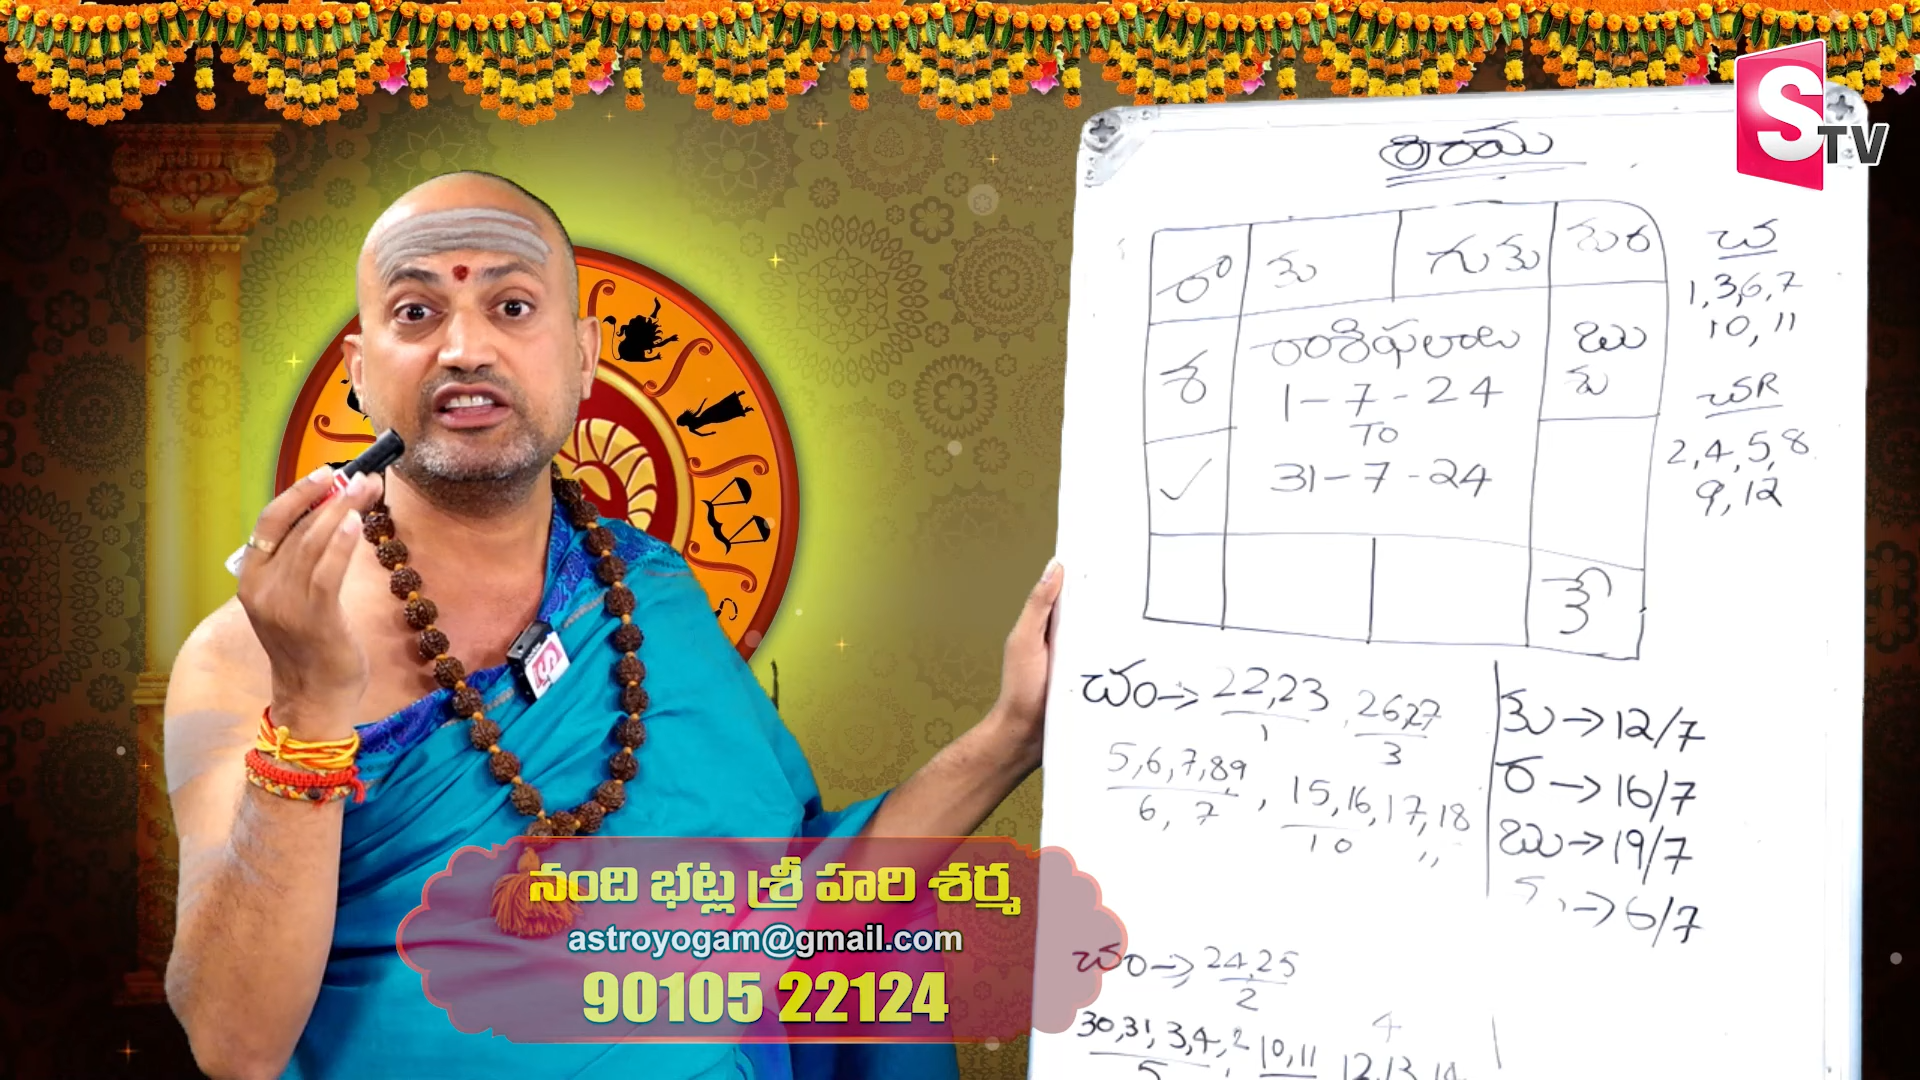 STV
శ్రీరామ
రా
కు
గు కు
శు ర
చ
1,3,6,7
10, 11
శ
రాశిఫలాలు
1-7-24
TO
31-7-24
బు
శు
చR
2,4,5,8
9,12
కే
చం→ 22,23 26,27
1 3
5,6,7,8,9, 15,16,17,18
6, 7 10 ,,
కు→12/7
ర→16/7
బు→19/7
→6/7
చం→ 24,25
2
30,31, 3,4, 2 10,11 12,13,14
5 4
నంది భట్ల శ్రీ హరి శర్మ
astroyogam@gmail.com
90105 22124